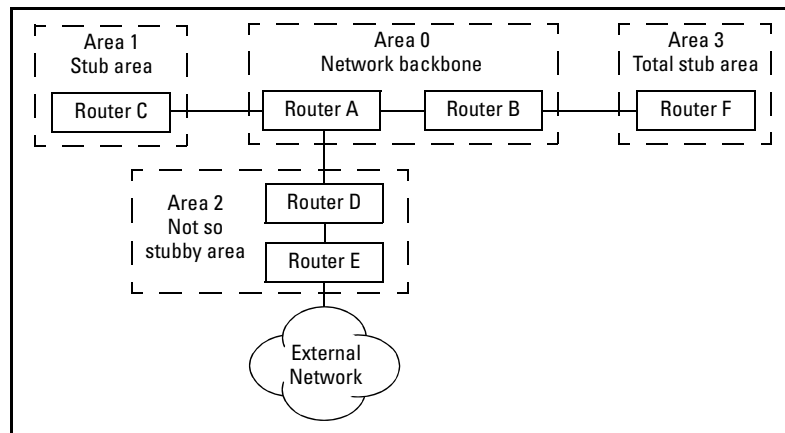 Area 1
Stub area
Router C
Area 0
Network backbone
Router A
Router B
Area 3
Total stub area
Router F
Area 2
Not so
stubby area
Router D
Router E
External
Network